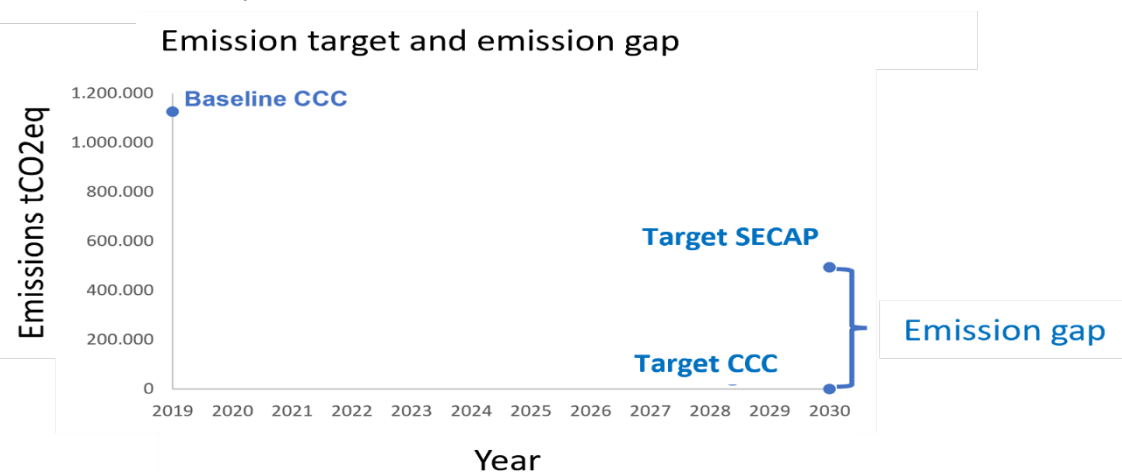 Emission target and emission gap
Emissions tCO2eq
1.200.000
Baseline CCC
1.000.000
800.000
600.000
Target SECAP
400.000
Emission gap
200.000
Target CCC
0
2019 2020 2021 2022 2023 2024 2025 2026 2027 2028 2029 2030
Year